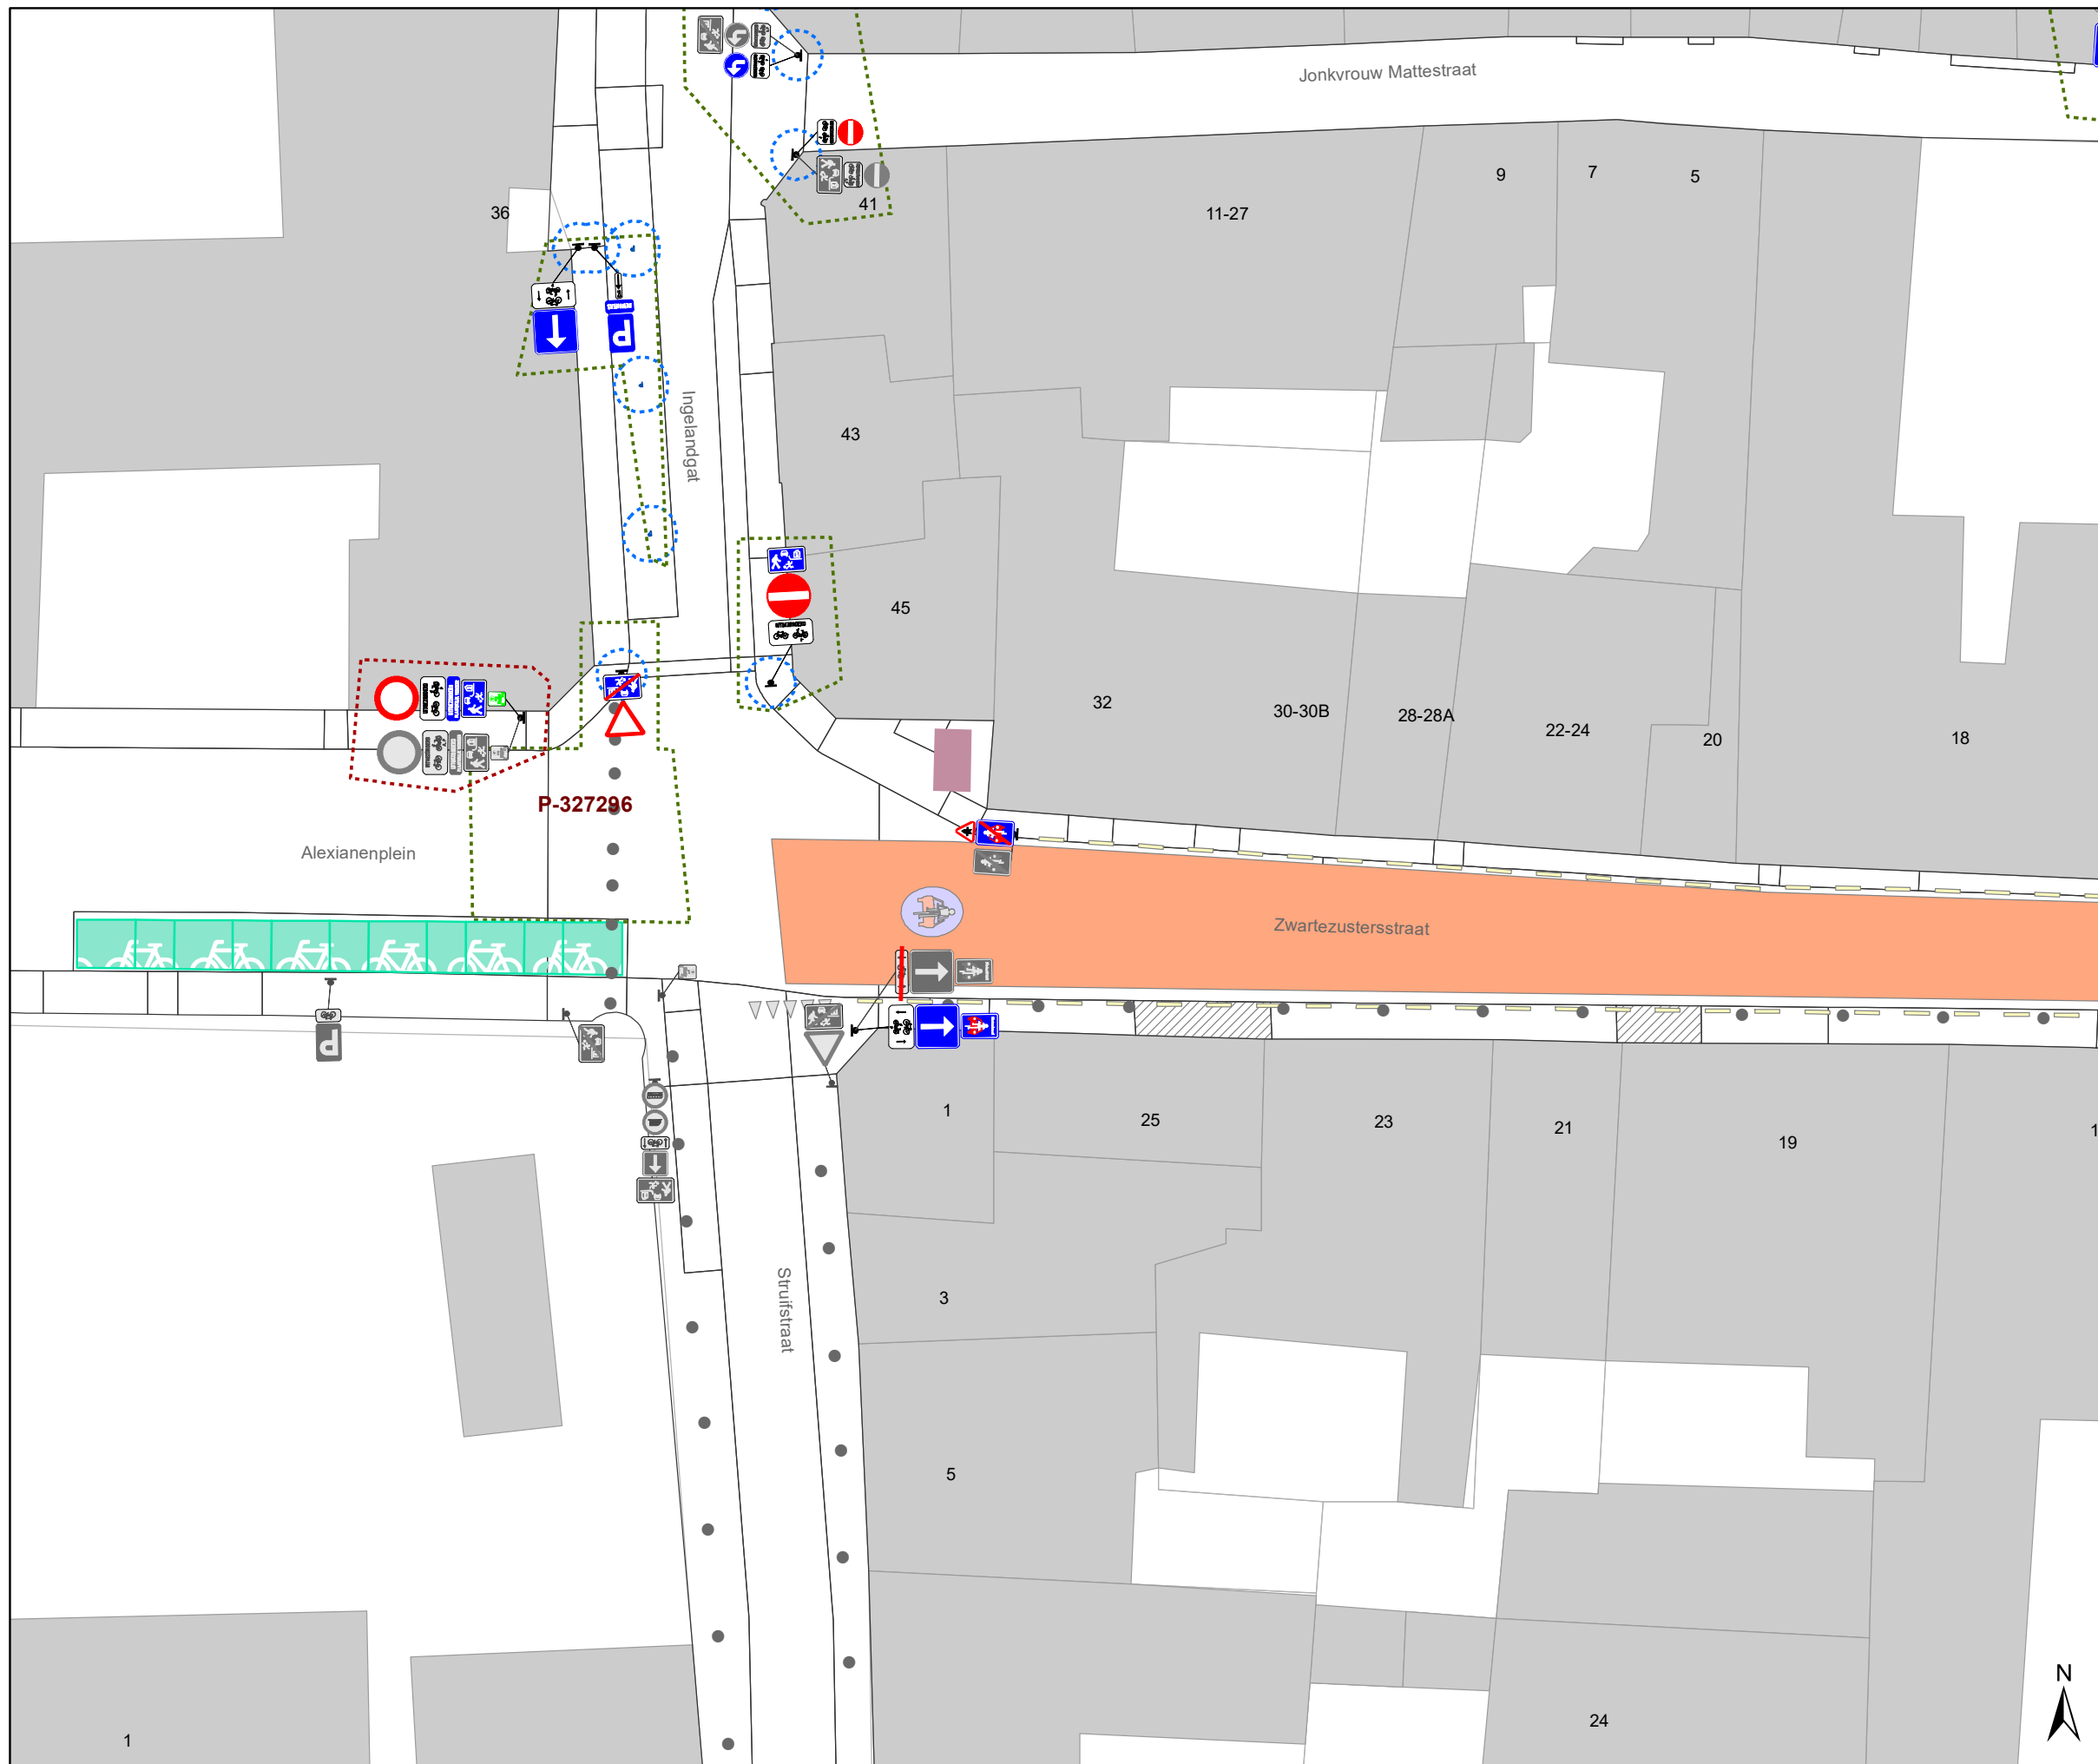 Jonkvrouw Mattestraat
9
7
5
36
41
11-27
P
Ingelandgat
43
45
32
30-30B
28-28A
22-24
20
18
P-327296
Alexianenplein
Zwartezustersstraat
P
1
25
23
21
19
1
Struifstraat
3
5
N
24
1